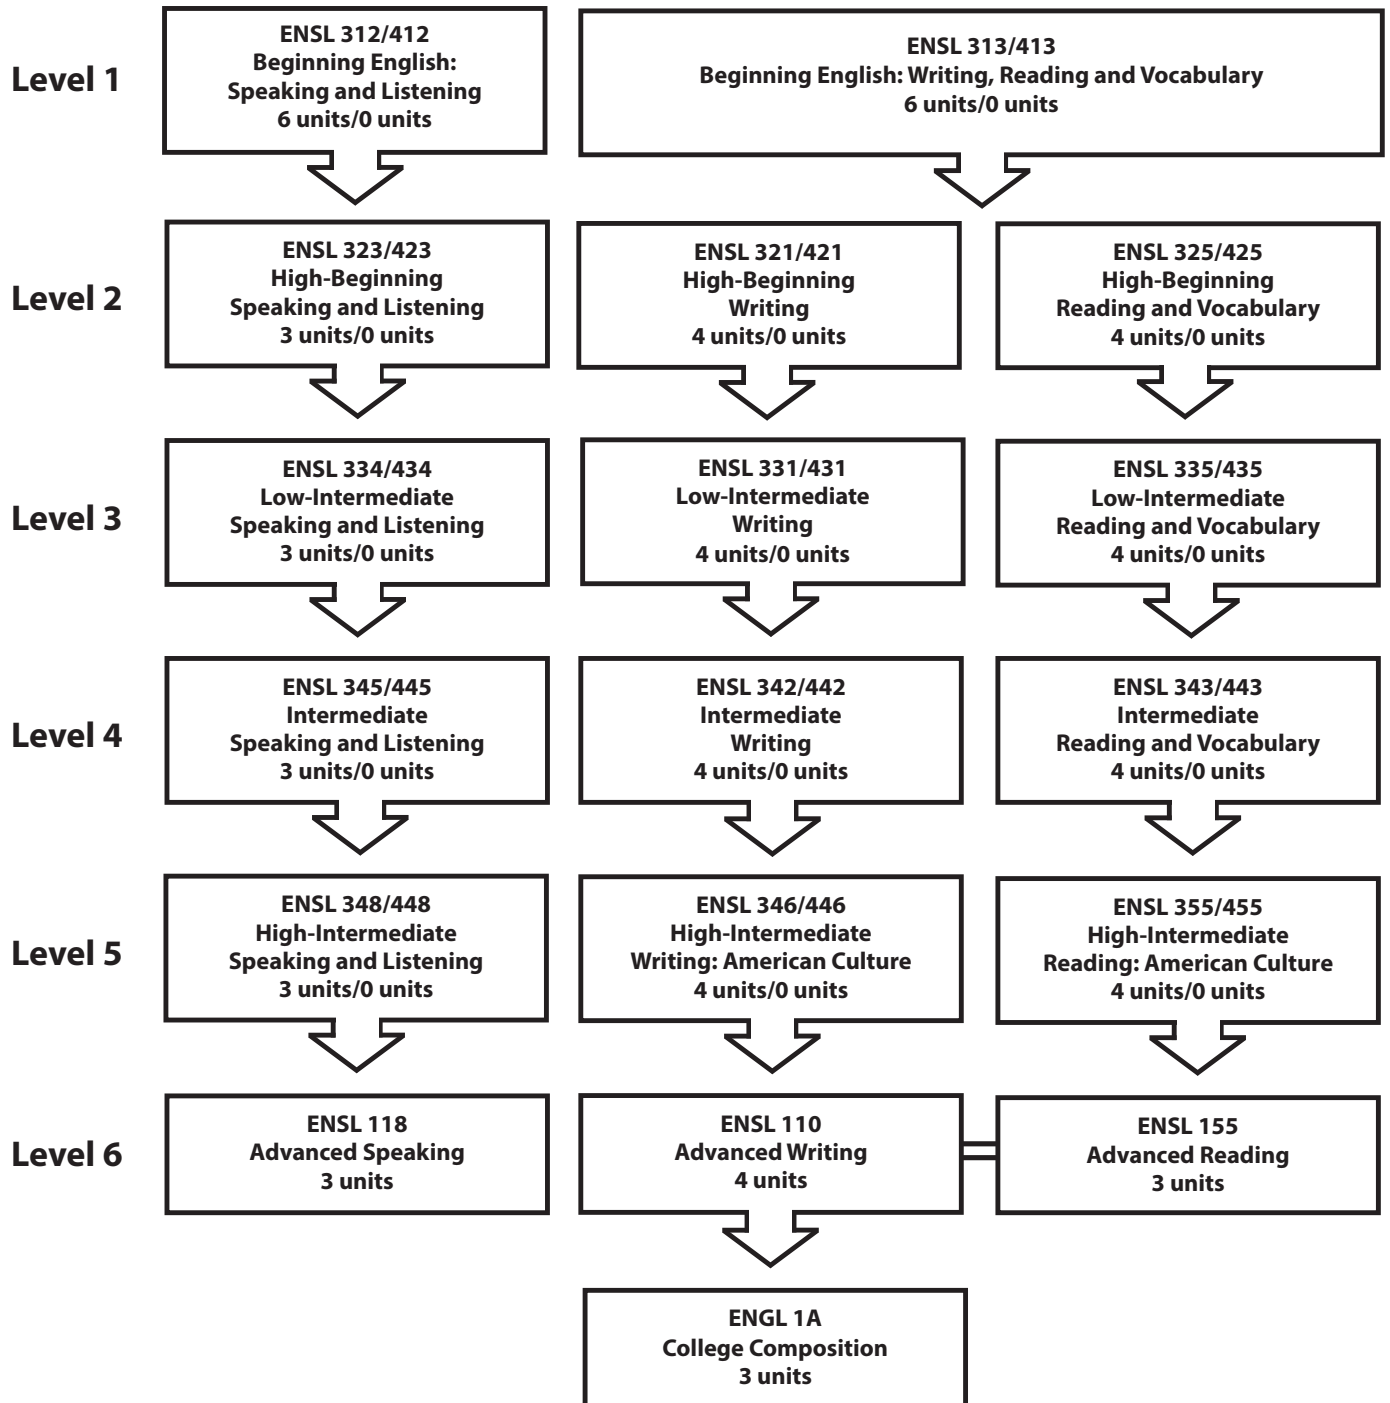 Level 1
ENSL 312/412
Beginning English:
Speaking and Listening
6 units/0 units
ENSL 313/413
Beginning English: Writing, Reading and Vocabulary
6 units/0 units
Level 2
ENSL 323/423
High-Beginning
Speaking and Listening
3 units/0 units
ENSL 321/421
High-Beginning
Writing
4 units/0 units
ENSL 325/425
High-Beginning
Reading and Vocabulary
4 units/0 units
Level 3
ENSL 334/434
Low-Intermediate
Speaking and Listening
3 units/0 units
ENSL 331/431
Low-Intermediate
Writing
4 units/0 units
ENSL 335/435
Low-Intermediate
Reading and Vocabulary
4 units/0 units
Level 4
ENSL 345/445
Intermediate
Speaking and Listening
3 units/0 units
ENSL 342/442
Intermediate
Writing
4 units/0 units
ENSL 343/443
Intermediate
Reading and Vocabulary
4 units/0 units
Level 5
ENSL 348/448
High-Intermediate
Speaking and Listening
3 units/0 units
ENSL 346/446
High-Intermediate
Writing: American Culture
4 units/0 units
ENSL 355/455
High-Intermediate
Reading: American Culture
4 units/0 units
Level 6
ENSL 118
Advanced Speaking
3 units
ENSL 110
Advanced Writing
4 units
ENSL 155
Advanced Reading
3 units
ENGL 1A
College Composition
3 units